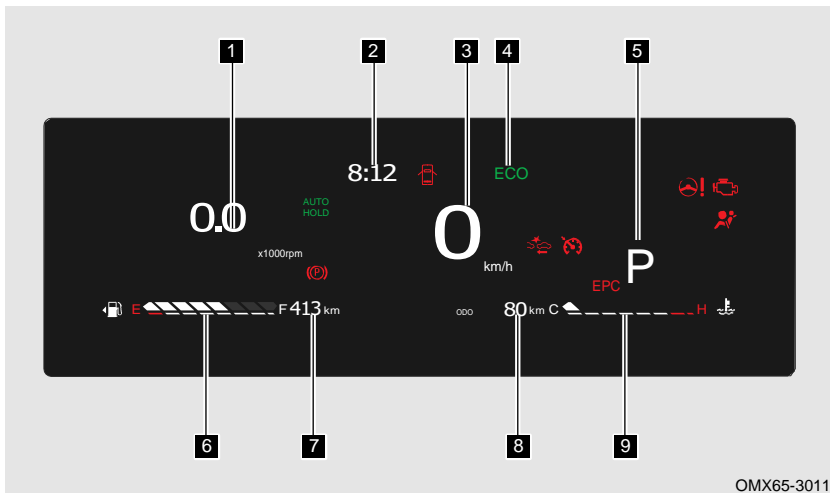 1
2
3
4
5
8:12
ECO
AUTO
HOLD
0.0
0
x1000rpm
km/h
(P)
P
EPC
E
F 413 km
ODO
80 km C
H
6
7
8
9
OMX65-3011